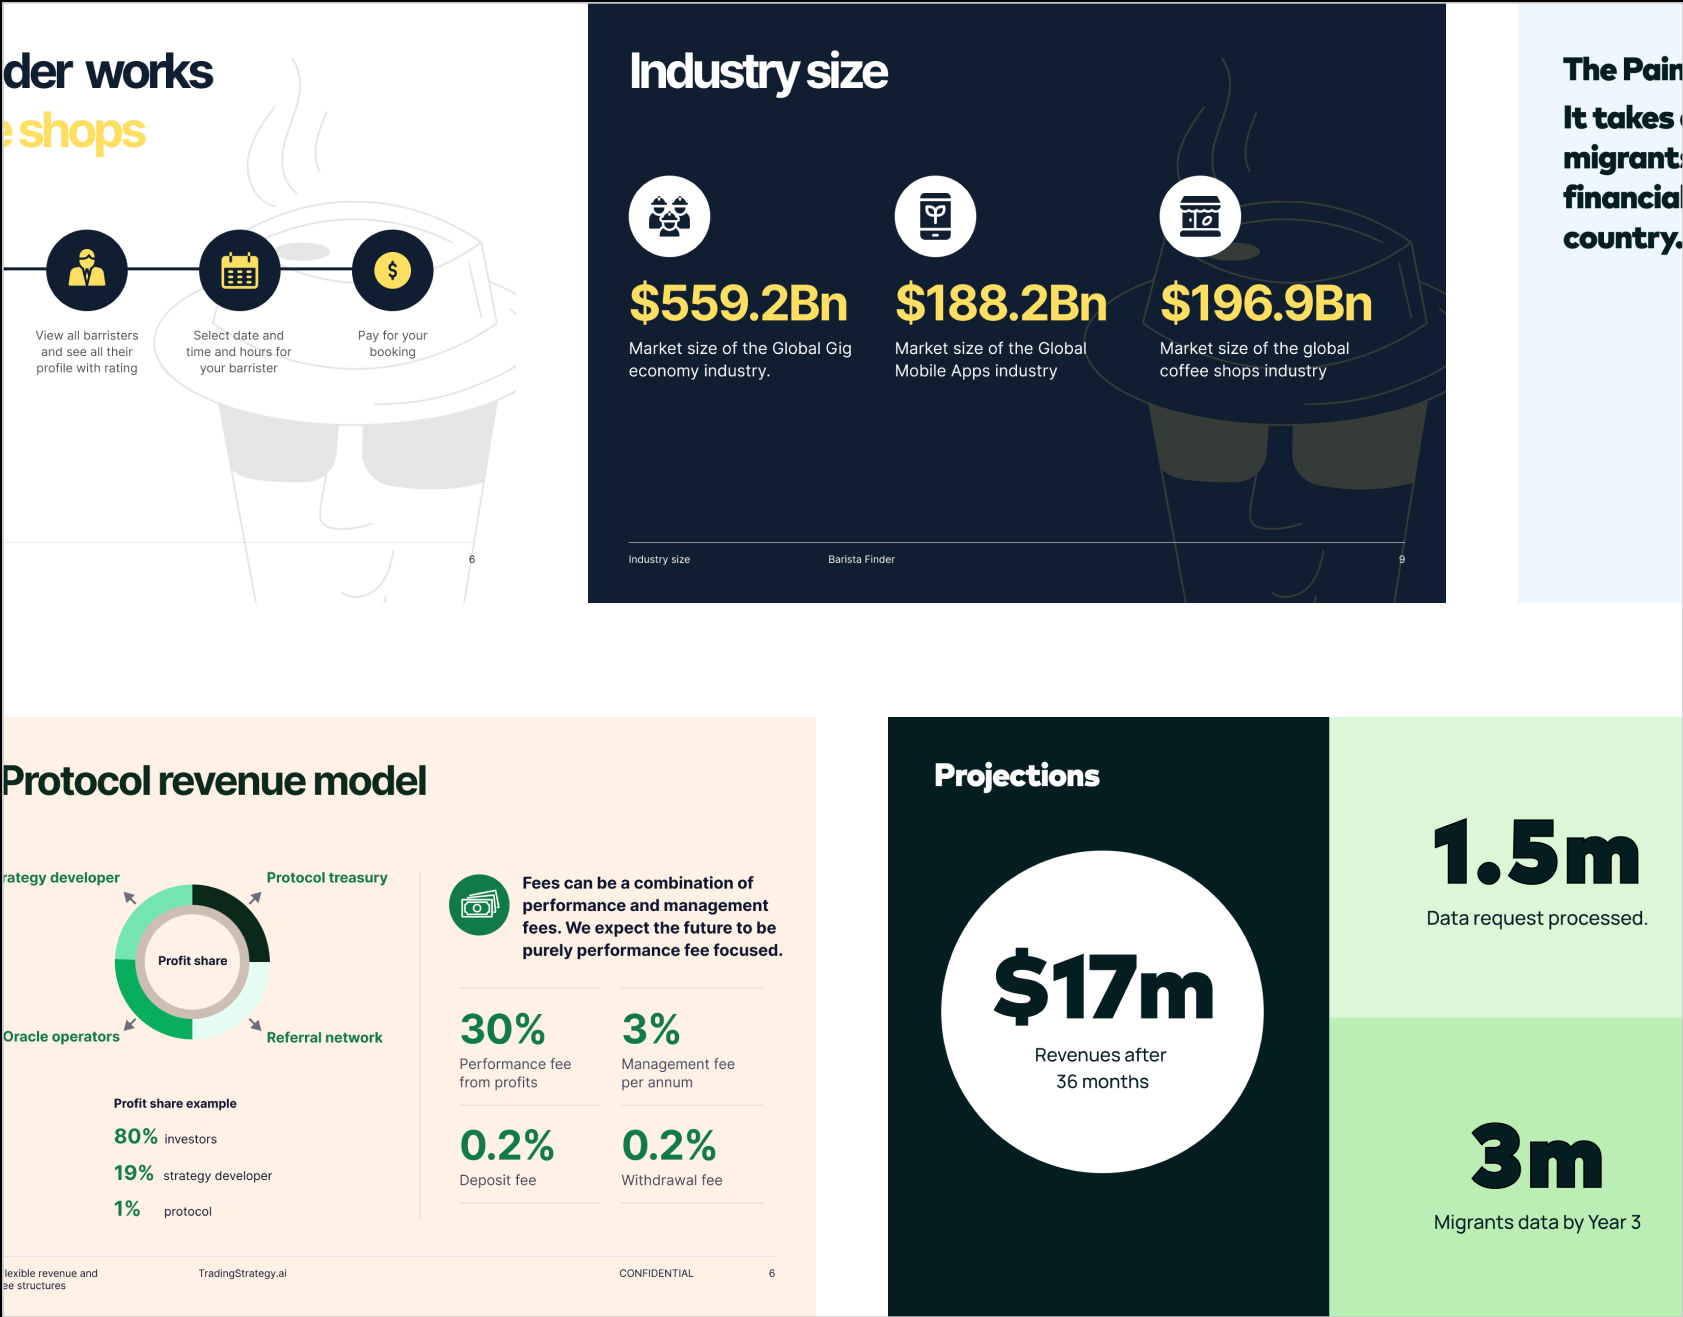 der works
e shops
View all barristers
and see all their
profile with rating
Select date and
time and hours for
your barrister
$
Pay for your
booking
6
Industry size
$559.2Bn
Market size of the Global Gig
economy industry.
$188.2Bn
Market size of the Global
Mobile Apps industry
$196.9Bn
Market size of the global
coffee shops industry
Industry size
Barista Finder
9
The Pain
It takes
migrants
financial
country.
Protocol revenue model
rategy developer
Protocol treasury
Profit share
Oracle operators
Referral network
Profit share example
80% investors
19% strategy developer
1% protocol
Fees can be a combination of
performance and management
fees. We expect the future to be
purely performance fee focused.
30%
Performance fee
from profits
3%
Management fee
per annum
0.2%
Deposit fee
0.2%
Withdrawal fee
lexible revenue and
ee structures
TradingStrategy.ai
CONFIDENTIAL
6
Projections
$17m
Revenues after
36 months
1.5m
Data request processed.
3m
Migrants data by Year 3